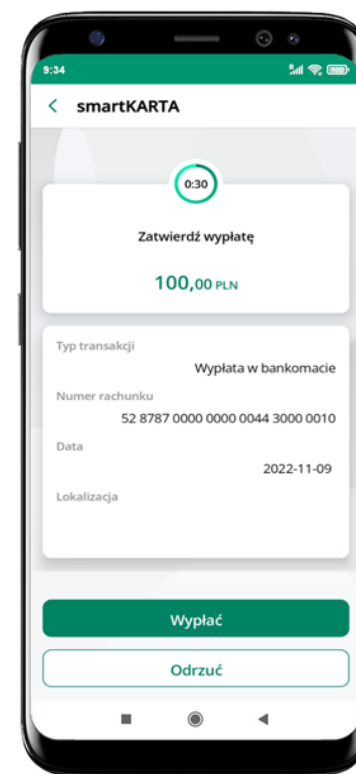 9:34
smartKARTA
0:30
Zatwierdź wypłatę
100,00 PLN
Typ transakcji
Wypłata w bankomacie
Numer rachunku
52 8787 0000 0000 0044 3000 0010
Data
2022-11-09
Lokalizacja
Wypłać
Odrzuć